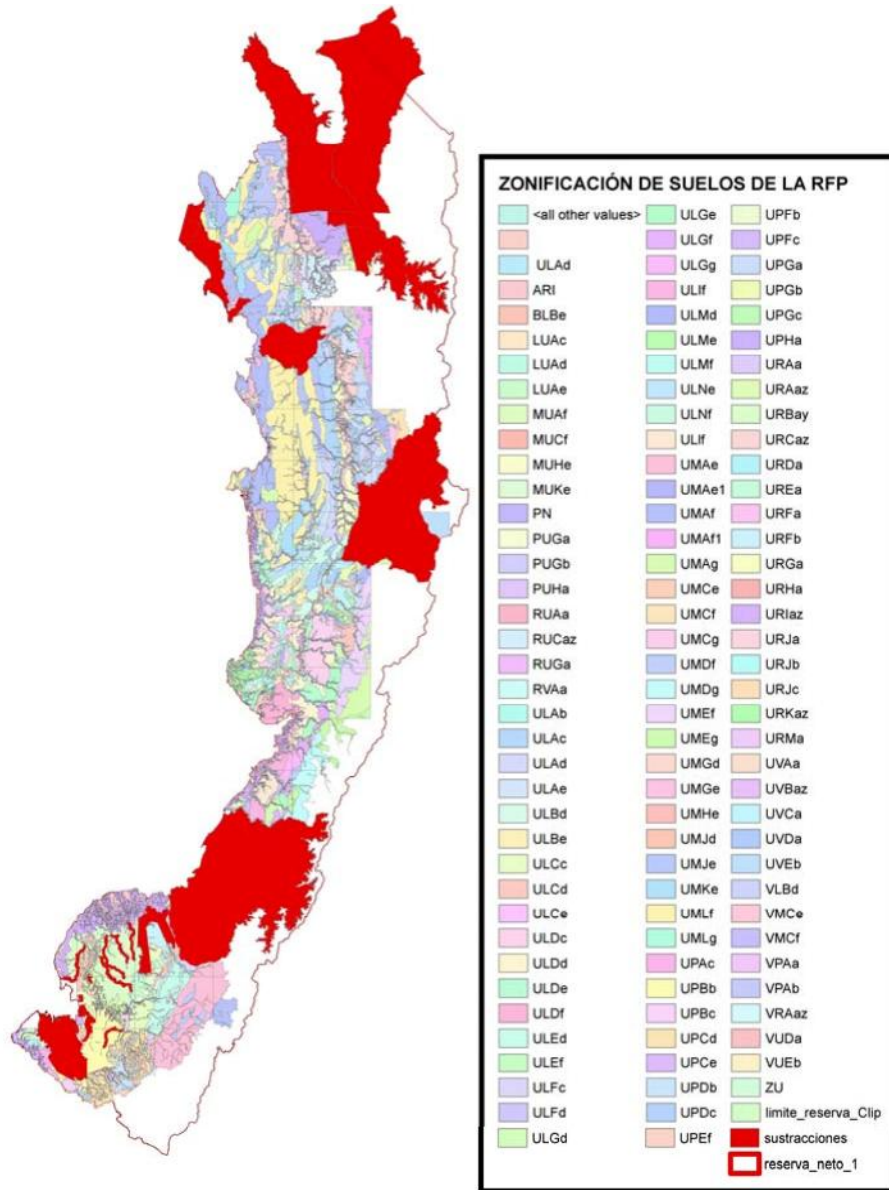 ZONIFICACIÓN DE SUELOS DE LA RFP
<all other values>
ULAd
ARI
BLBe
LUAc
LUAd
LUAe
MUAf
MUCf
MUHe
MUKe
PN
PUGa
PUGb
PUHa
RUAa
RUCaz
RUGa
RVAa
ULAb
ULAc
ULAd
ULAe
ULBd
ULBe
ULCc
ULCd
ULCe
ULDc
ULDd
ULDe
ULDf
ULEd
ULEf
ULFc
ULFd
ULGd
ULGe
ULGf
ULGg
ULIf
ULMd
ULMe
ULMf
ULNe
ULNf
ULIf
UMAe
UMAe1
UMAf
UMAf1
UMAg
UMCe
UMCf
UMCg
UMDf
UMDg
UMEf
UMEg
UMGd
UMGe
UMHe
UMJd
UMJe
UMKe
UMLf
UMLg
UPAc
UPBb
UPBc
UPCd
UPCe
UPDb
UPDc
UPEf
UPFb
UPFc
UPGa
UPGb
UPGc
UPHa
URAa
URAaz
URBay
URCaz
URDa
UREa
URFa
URFb
URGa
URHa
URIaz
URJa
URJb
URJc
URKaz
URMa
UVAa
UVBaz
UVCa
UVDa
UVEb
VLBd
VMCe
VMCf
VPAa
VPAb
VRAaz
VUDa
VUEb
ZU
limite_reserva_Clip
sustracciones
reserva_neto_1